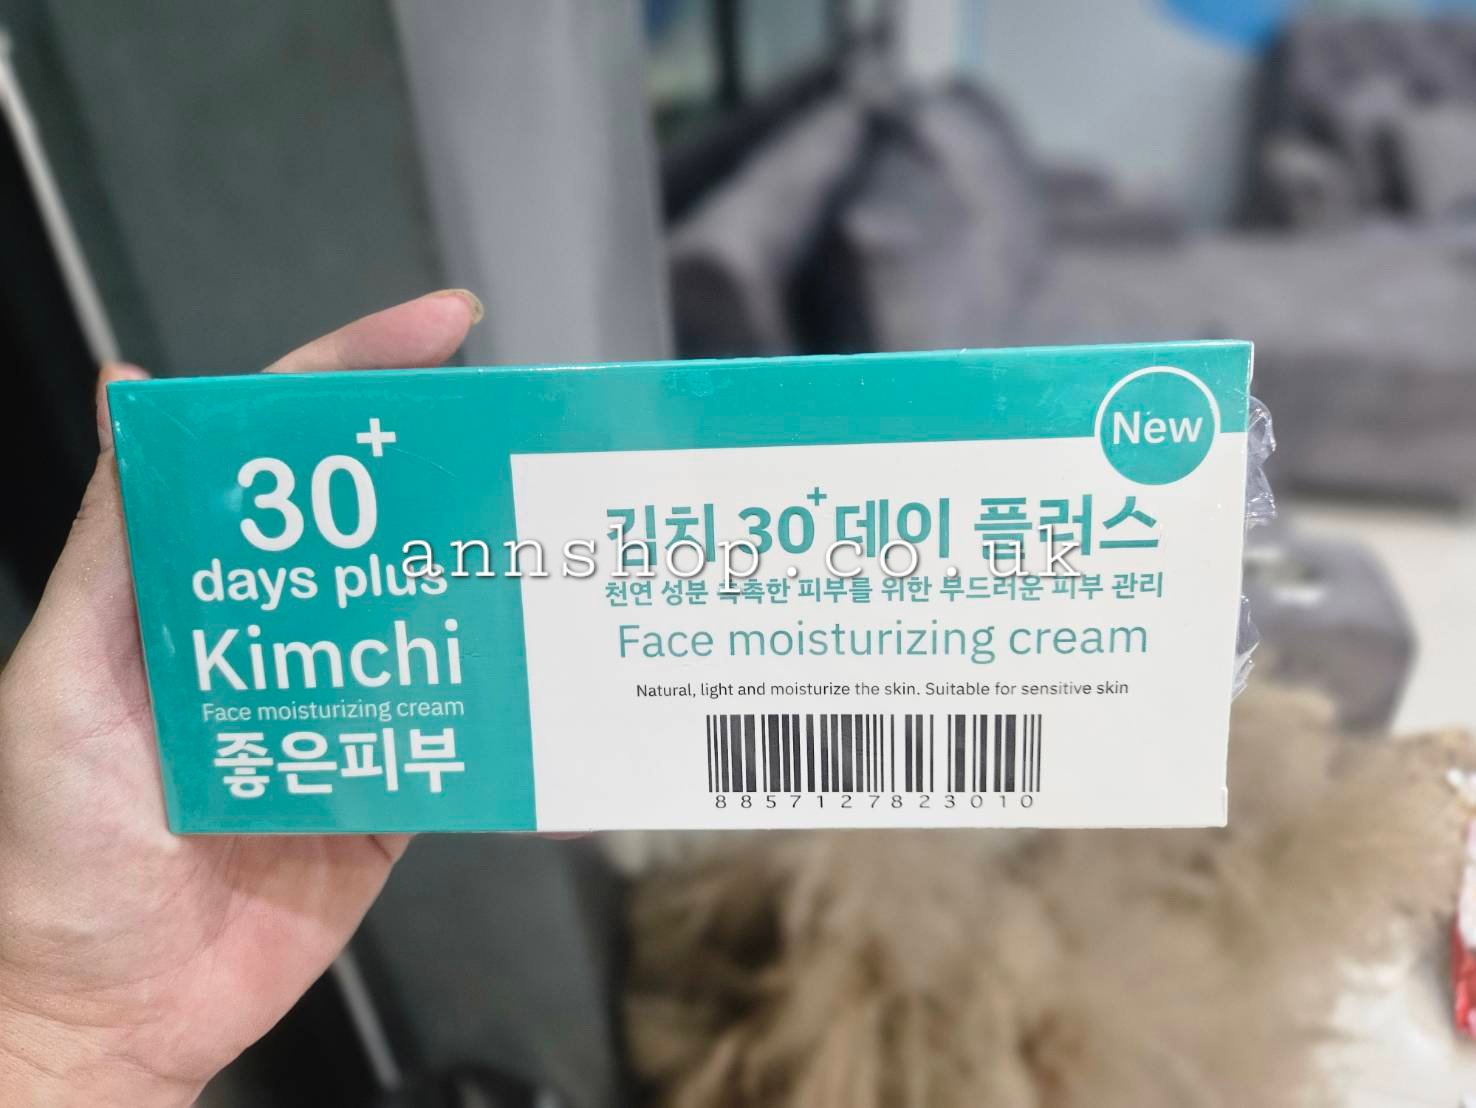 30+
days plus
Kimchi
Face moisturizing cream
좋은피부
New
김치 30+ 데이 플러스
천연 성분 촉촉한 피부를 위한 부드러운 피부 관리
Face moisturizing cream
Natural, light and moisturize the skin. Suitable for sensitive skin
8857127823010
annshop.co.uk